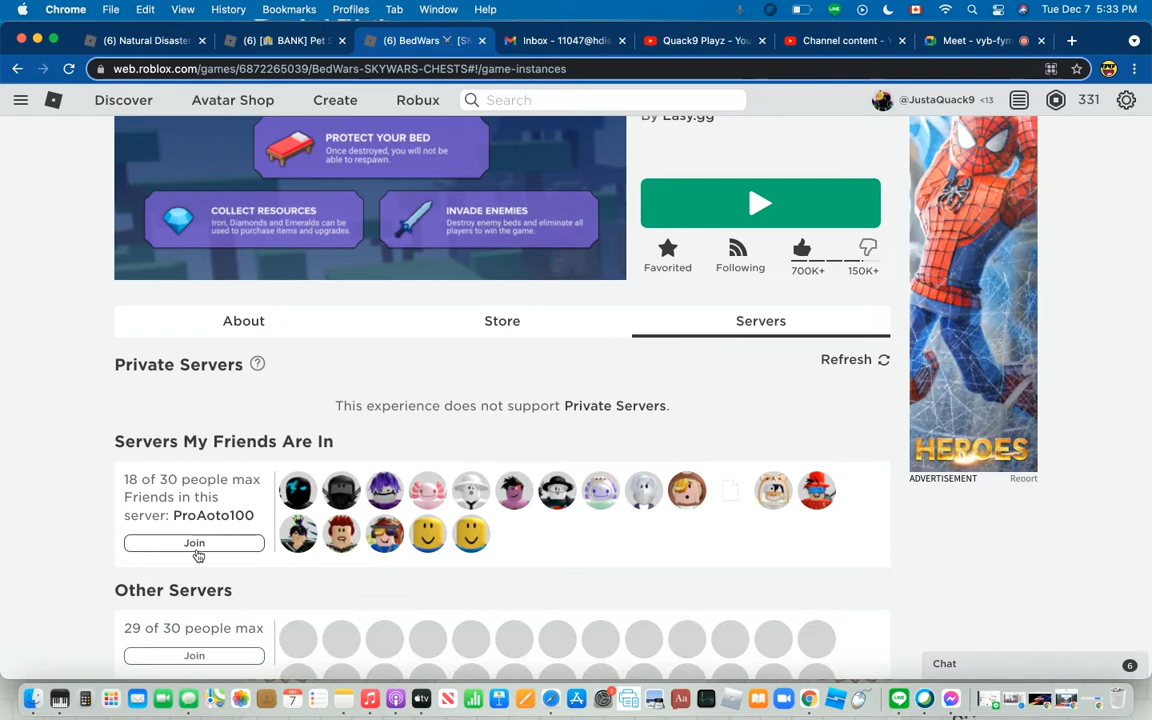 Chrome File Edit View History Bookmarks Profiles Tab Window Help Tue Dec 7 5:33 PM
(6) Natural Disaste (6) [🏦 BANK] Pet S (6) BedWars ⚔️ [SK Inbox - 11047@hdis Quack9 Playz - You Channel content - Y Meet - vyb-fym
web.roblox.com/games/6872265039/BedWars-SKYWARS-CHESTS#!/game-instances
Discover Avatar Shop Create Robux Search @JustaQuack9 <13 331
By Easy.gg
PROTECT YOUR BED
Once destroyed, you will not be
able to respawn.
COLLECT RESOURCES
Iron, Diamonds and Emeralds can be
used to purchase items and upgrades.
INVADE ENEMIES
Destroy enemy beds and eliminate all
players to win the game.
Favorited Following 700K+ 150K+
About Store Servers
Private Servers ? Refresh
This experience does not support Private Servers.
Servers My Friends Are In
18 of 30 people max
Friends in this
server: ProAoto100
Join
Other Servers
29 of 30 people max
Join
HEROES
ADVERTISEMENT Report
Chat 6